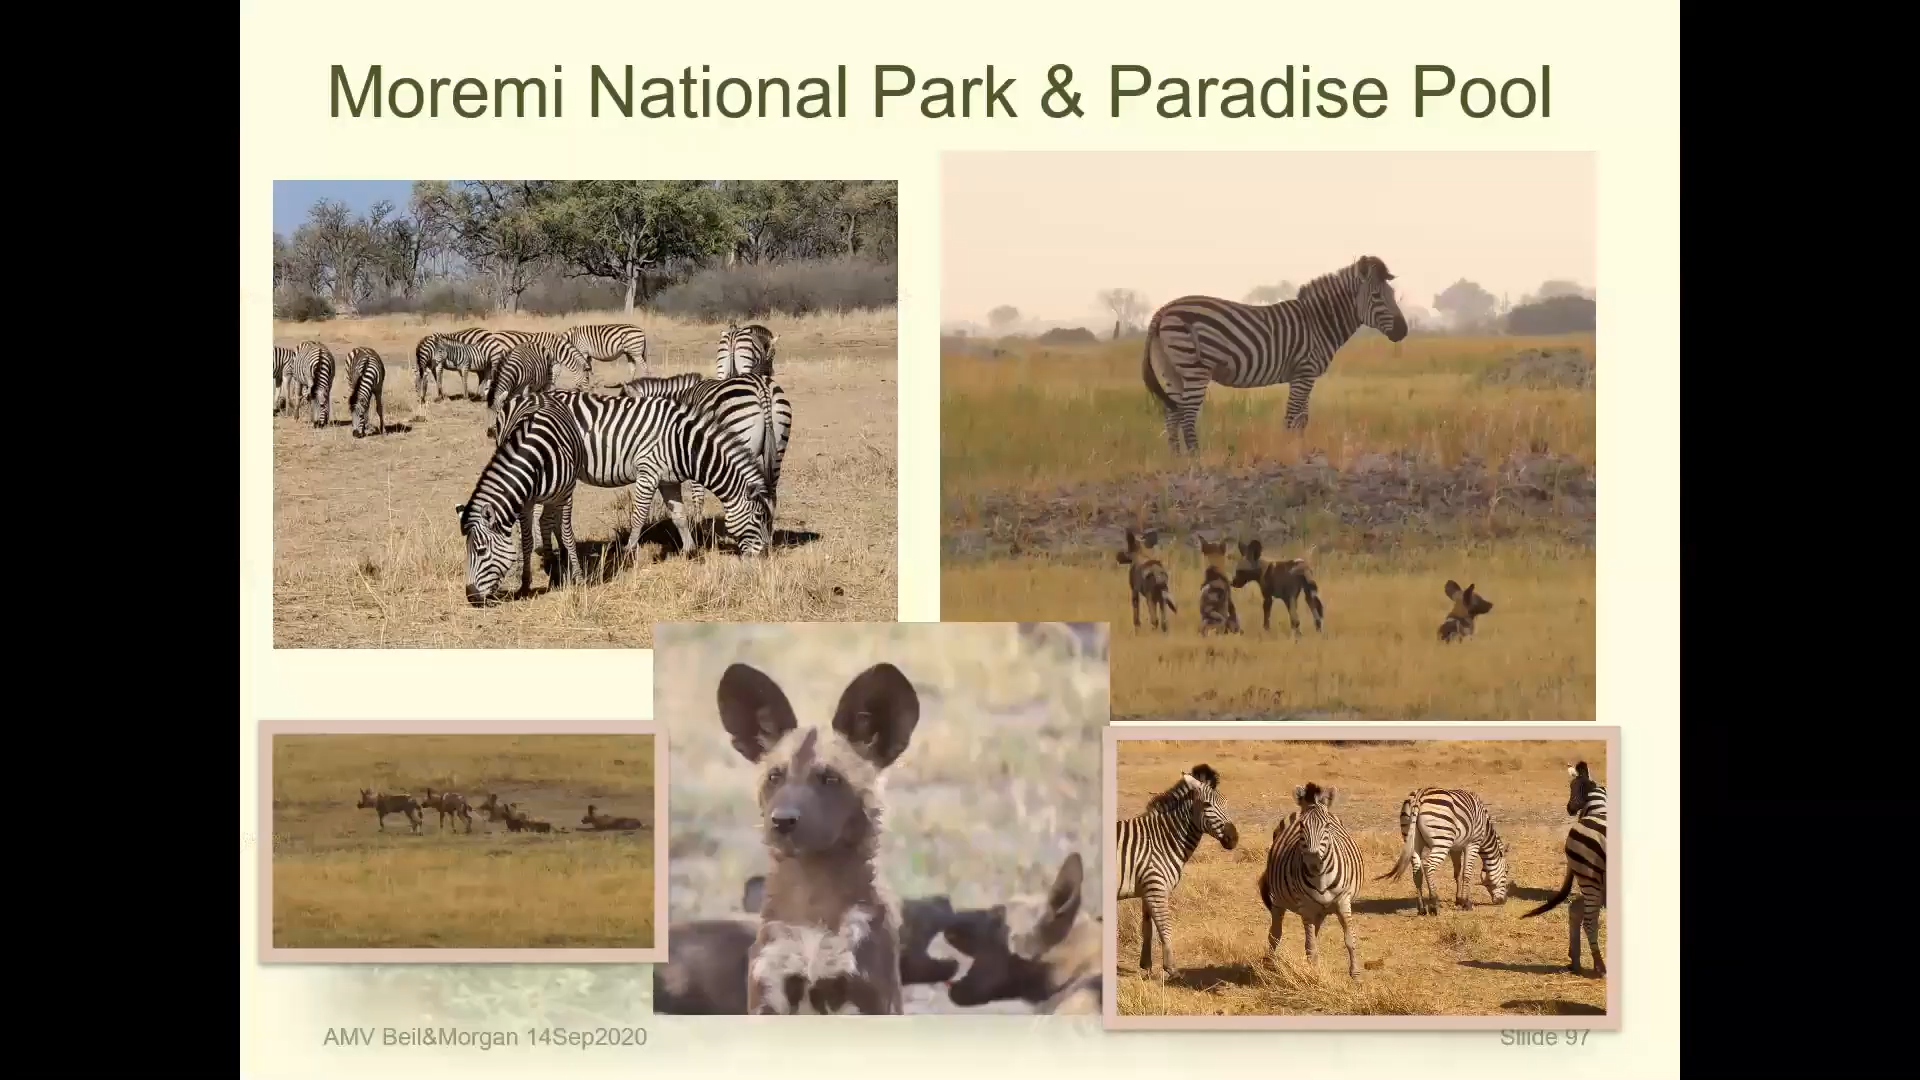 Moremi National Park & Paradise Pool
AMV Beil&Morgan 14Sep2020
Slide 97